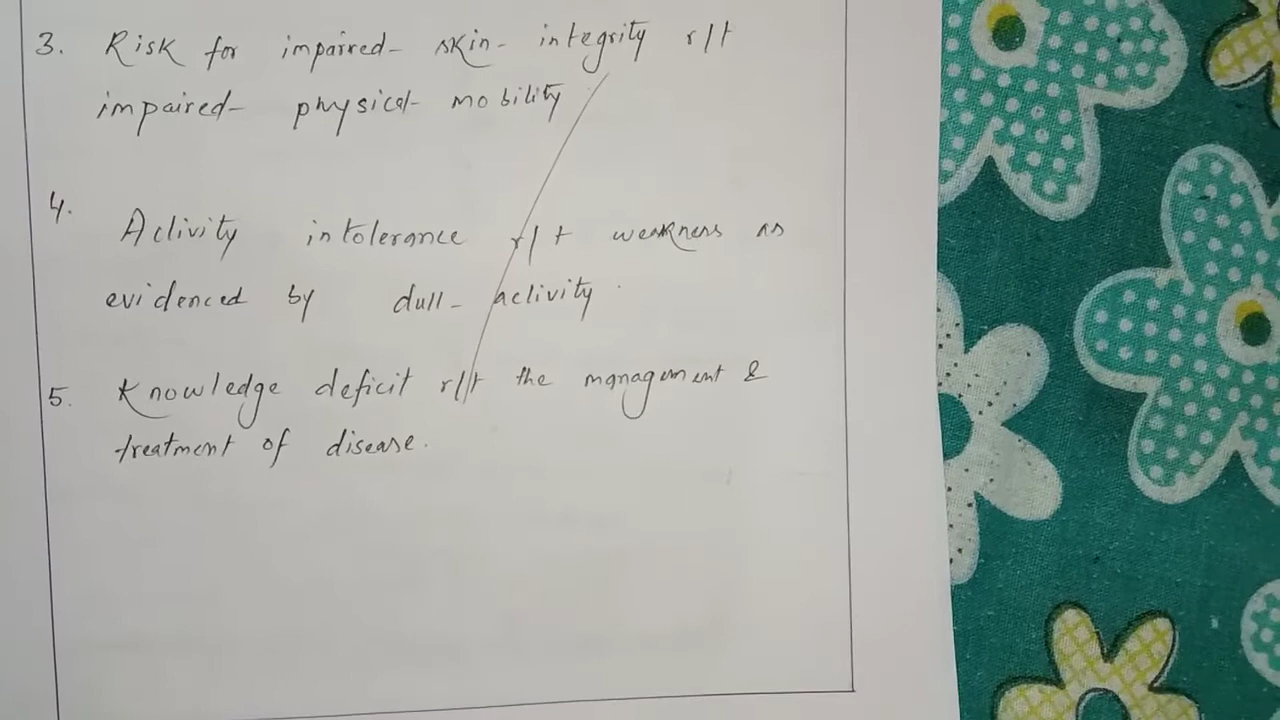 3. Risk for impaired skin integrity r/t
impaired physical mobility
4. Activity intolerance r/t weakness as
evidenced by dull activity.
5. Knowledge deficit r/t the management &
treatment of disease.